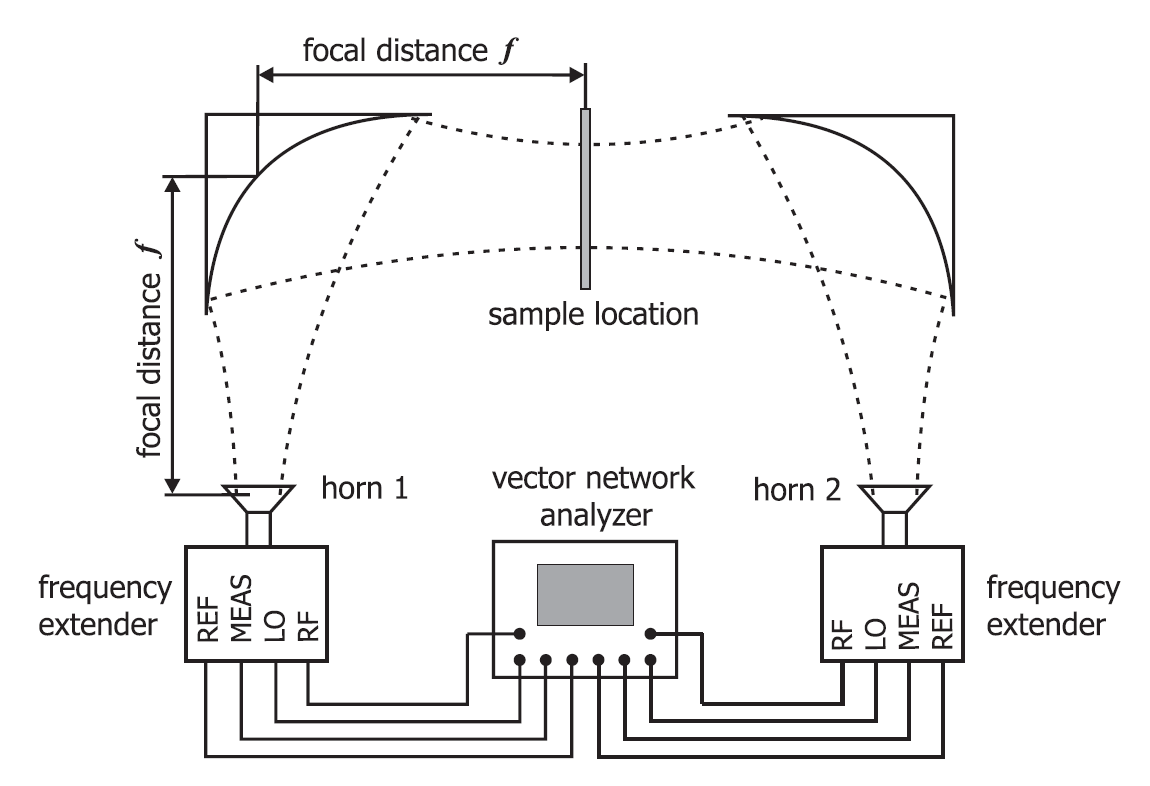 focal distance f
focal distance f
sample location
horn 1
vector network
analyzer
horn 2
frequency
extender
REF
MEAS
LO
RF
RF
LO
MEAS
REF
frequency
extender